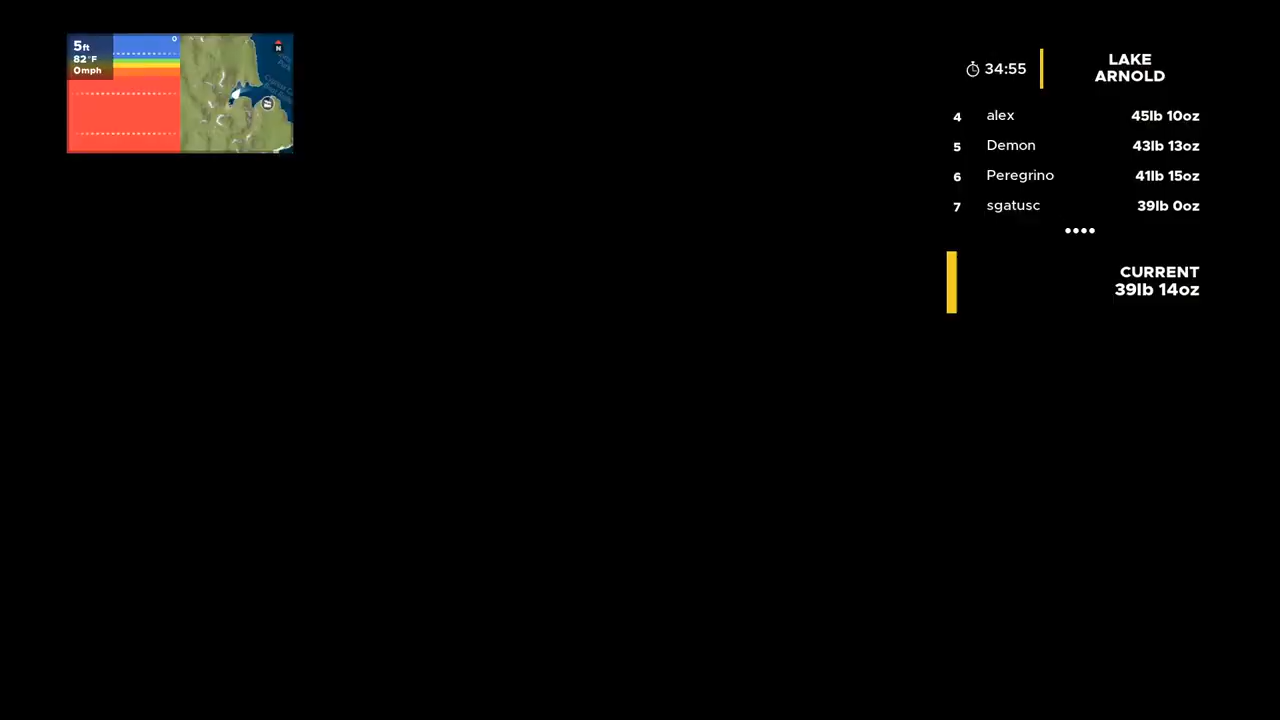 5ft
82°F
0mph
0
N
34:55
LAKE
ARNOLD
4 alex 45lb 10oz
5 Demon 43lb 13oz
6 Peregrino 41lb 15oz
7 sgatusc 39lb 0oz
CURRENT
39lb 14oz